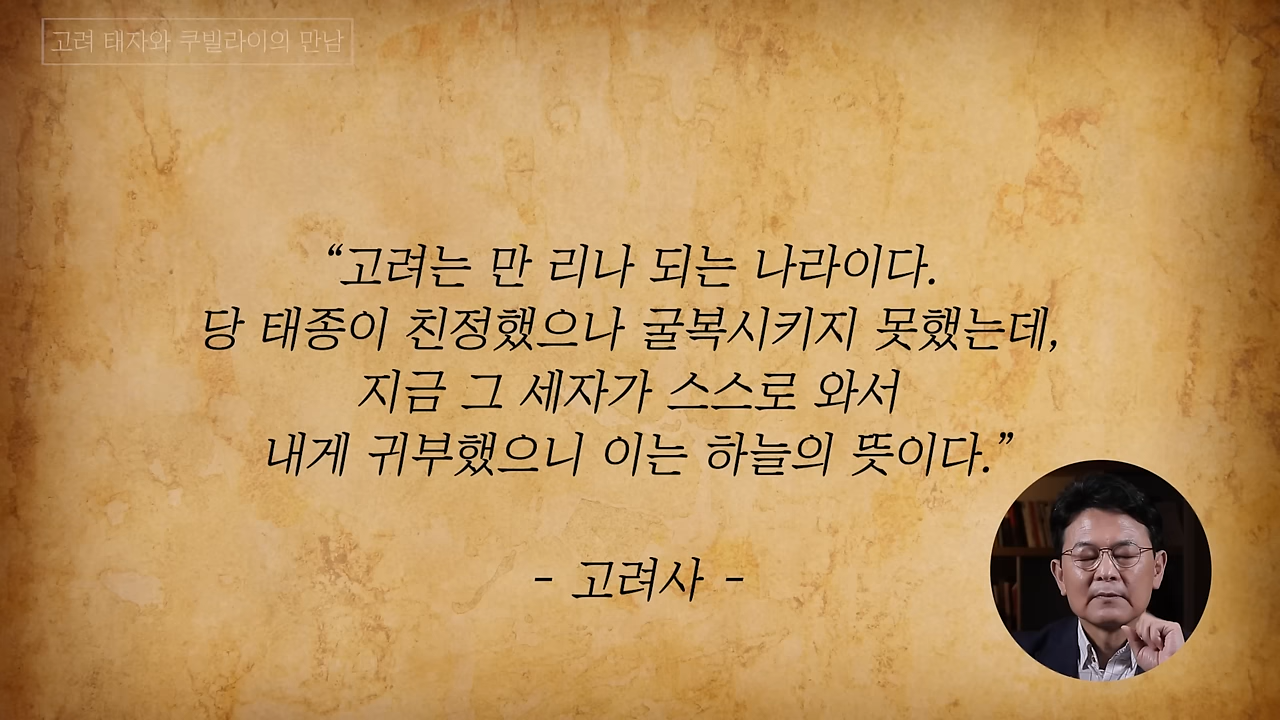 고려 태자와 쿠빌라이의 만남
“고려는 만 리나 되는 나라이다.
당 태종이 친정했으나 굴복시키지 못했는데,
지금 그 세자가 스스로 와서
내게 귀부했으니 이는 하늘의 뜻이다.”
- 고려사 -